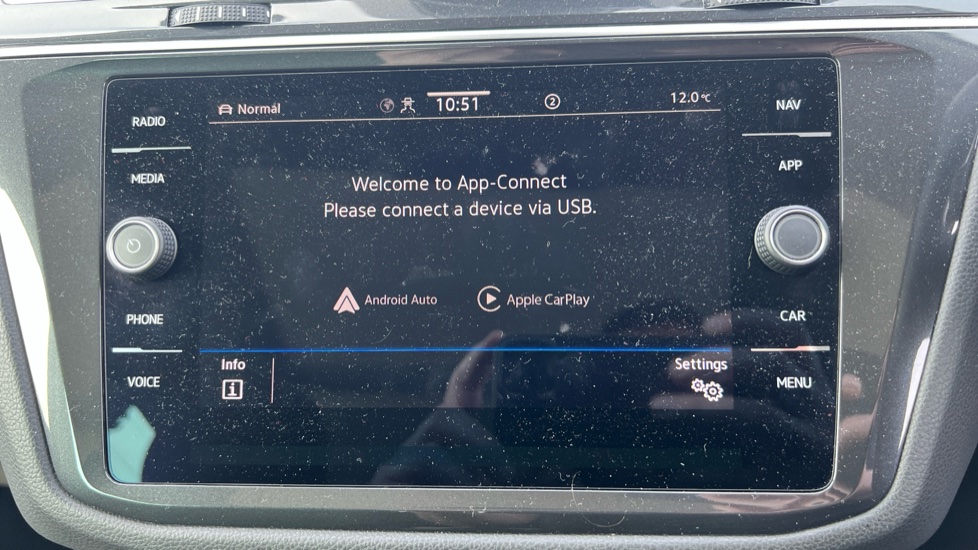 RADIO
MEDIA
PHONE
VOICE
Normal
10:51
2
12.0°C
Welcome to App-Connect
Please connect a device via USB.
Android Auto
Apple CarPlay
Info
Settings
NAV
APP
CAR
MENU